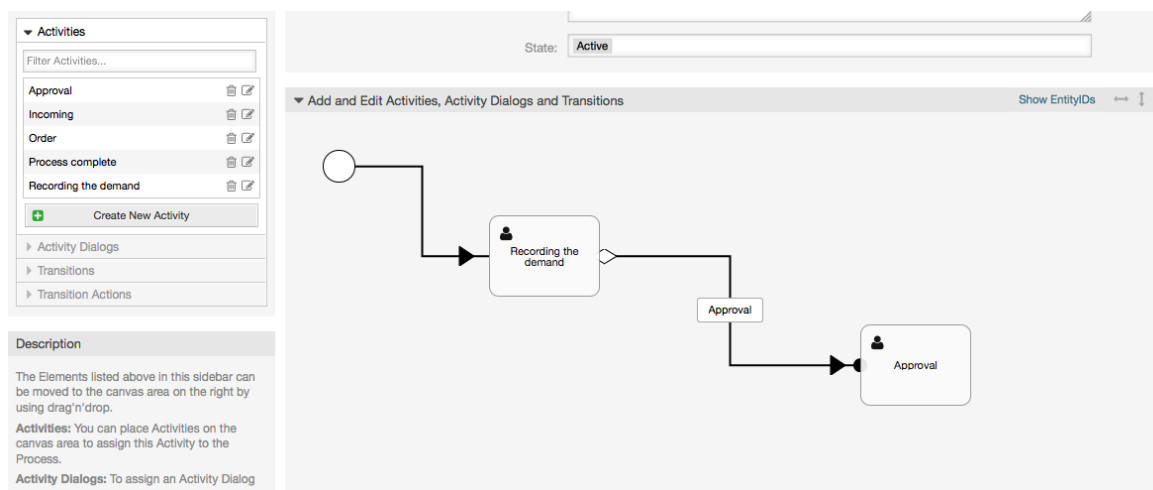 Activities
Filter Activities...
Approval
Incoming
Order
Process complete
Recording the demand
Create New Activity
Activity Dialogs
Transitions
Transition Actions
Description
The Elements listed above in this sidebar can
be moved to the canvas area on the right by
using drag'n'drop.
Activities: You can place Activities on the
canvas area to assign this Activity to the
Process.
Activity Dialogs: To assign an Activity Dialog
State: Active
Add and Edit Activities, Activity Dialogs and Transitions Show EntityIDs
Recording the
demand
Approval
Approval